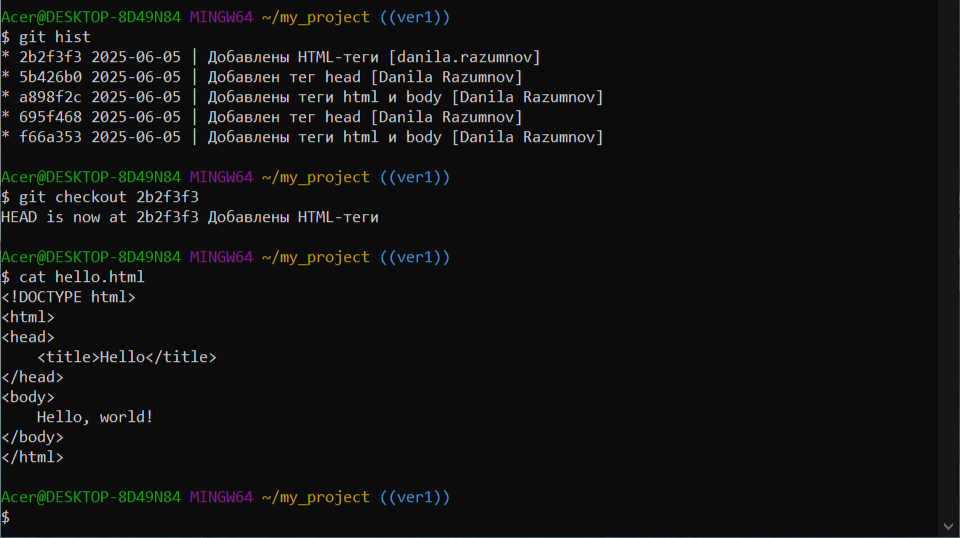 Acer@DESKTOP-8D49N84 MINGW64 ~/my_project ((ver1))
$ git hist
* 2b2f3f3 2025-06-05 | Добавлены HTML-теги [danila.razumnov]
* 5b426b0 2025-06-05 | Добавлен тег head [Danila Razumnov]
* a898f2c 2025-06-05 | Добавлены теги html и body [Danila Razumnov]
* 695f468 2025-06-05 | Добавлен тег head [Danila Razumnov]
* f66a353 2025-06-05 | Добавлены теги html и body [Danila Razumnov]

Acer@DESKTOP-8D49N84 MINGW64 ~/my_project ((ver1))
$ git checkout 2b2f3f3
HEAD is now at 2b2f3f3 Добавлены HTML-теги

Acer@DESKTOP-8D49N84 MINGW64 ~/my_project ((ver1))
$ cat hello.html
<!DOCTYPE html>
<html>
<head>
    <title>Hello</title>
</head>
<body>
    Hello, world!
</body>
</html>

Acer@DESKTOP-8D49N84 MINGW64 ~/my_project ((ver1))
$